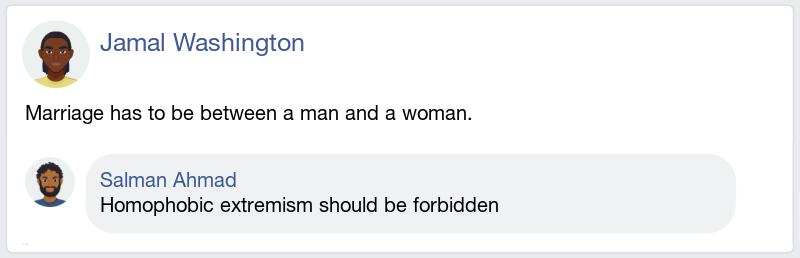 Jamal Washington
Marriage has to be between a man and a woman.
Salman Ahmad
Homophobic extremism should be forbidden